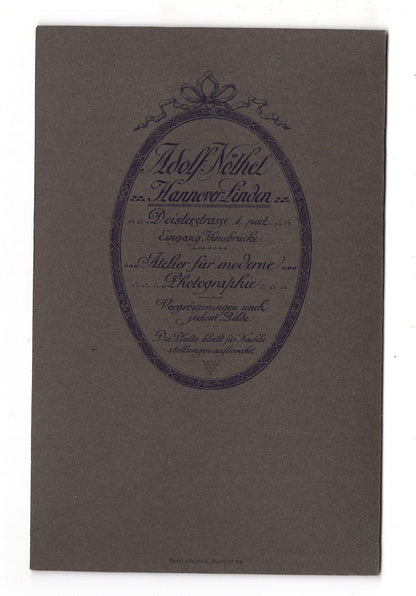 Adolf Nöthel
Hannover-Linden
Deisterstrasse 1, part.
Eingang Ihmebrücke.
Atelier für moderne
Photographie
Vergrösserungen nach
jedem Bilde
Die Platte bleibt für Nachbe
stellungen aufbewahrt